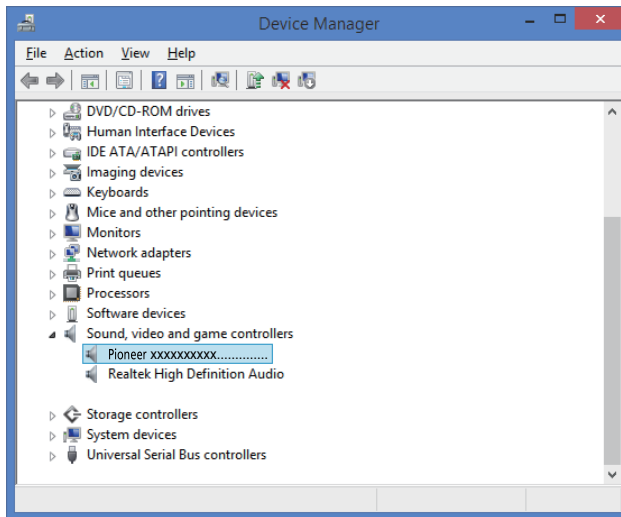 Device Manager
File Action View Help
DVD/CD-ROM drives
Human Interface Devices
IDE ATA/ATAPI controllers
Imaging devices
Keyboards
Mice and other pointing devices
Monitors
Network adapters
Print queues
Processors
Software devices
Sound, video and game controllers
Pioneer xxxxxxxxxx..............
Realtek High Definition Audio
Storage controllers
System devices
Universal Serial Bus controllers